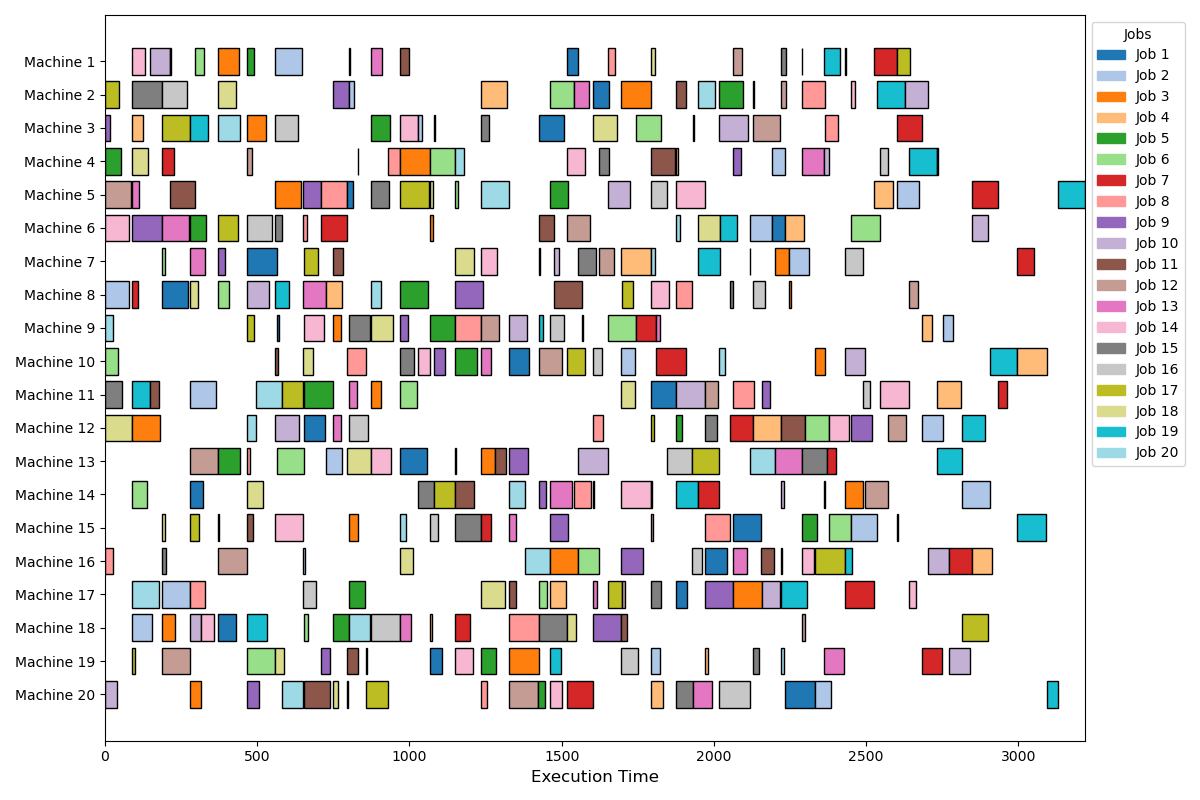 Machine 1
Machine 2
Machine 3
Machine 4
Machine 5
Machine 6
Machine 7
Machine 8
Machine 9
Machine 10
Machine 11
Machine 12
Machine 13
Machine 14
Machine 15
Machine 16
Machine 17
Machine 18
Machine 19
Machine 20
0 500 1000 1500 2000 2500 3000
Execution Time
Jobs
Job 1
Job 2
Job 3
Job 4
Job 5
Job 6
Job 7
Job 8
Job 9
Job 10
Job 11
Job 12
Job 13
Job 14
Job 15
Job 16
Job 17
Job 18
Job 19
Job 20